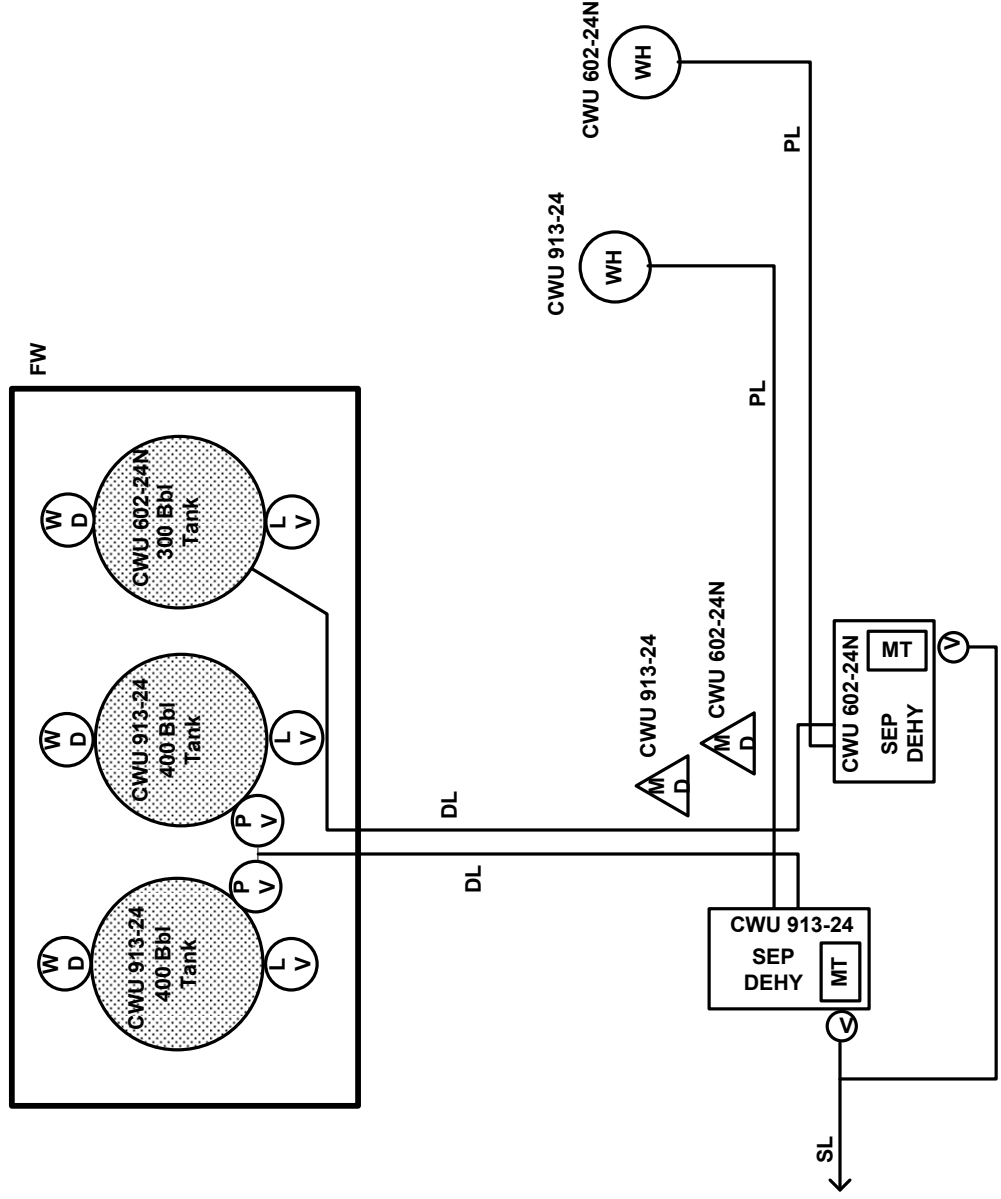 FW
W
D
CWU 913-24
400 Bbl
Tank
L
V
P
V
W
D
CWU 913-24
400 Bbl
Tank
L
V
P
V
W
D
CWU 602-24N
300 Bbl
Tank
L
V
DL
DL
CWU 913-24
M
D
CWU 602-24N
M
D
CWU 913-24
WH
CWU 602-24N
WH
PL
PL
CWU 913-24
SEP
DEHY
MT
V
CWU 602-24N
SEP
DEHY
MT
V
SL